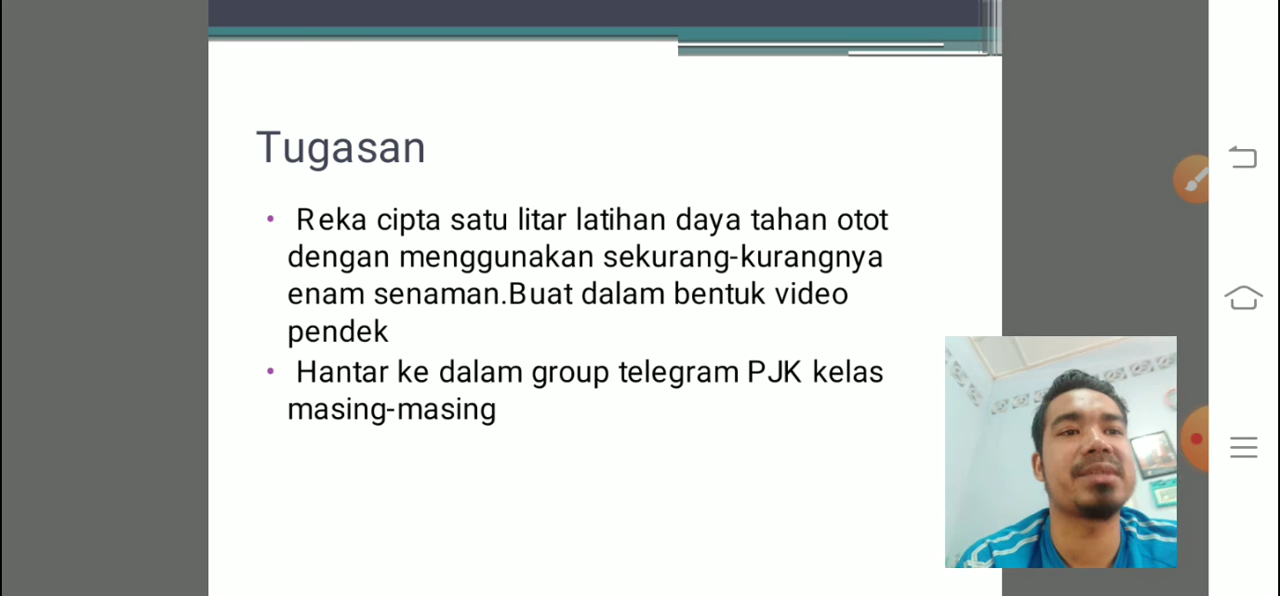 Tugasan
• Reka cipta satu litar latihan daya tahan otot
dengan menggunakan sekurang-kurangnya
enam senaman.Buat dalam bentuk video
pendek
• Hantar ke dalam group telegram PJK kelas
masing-masing